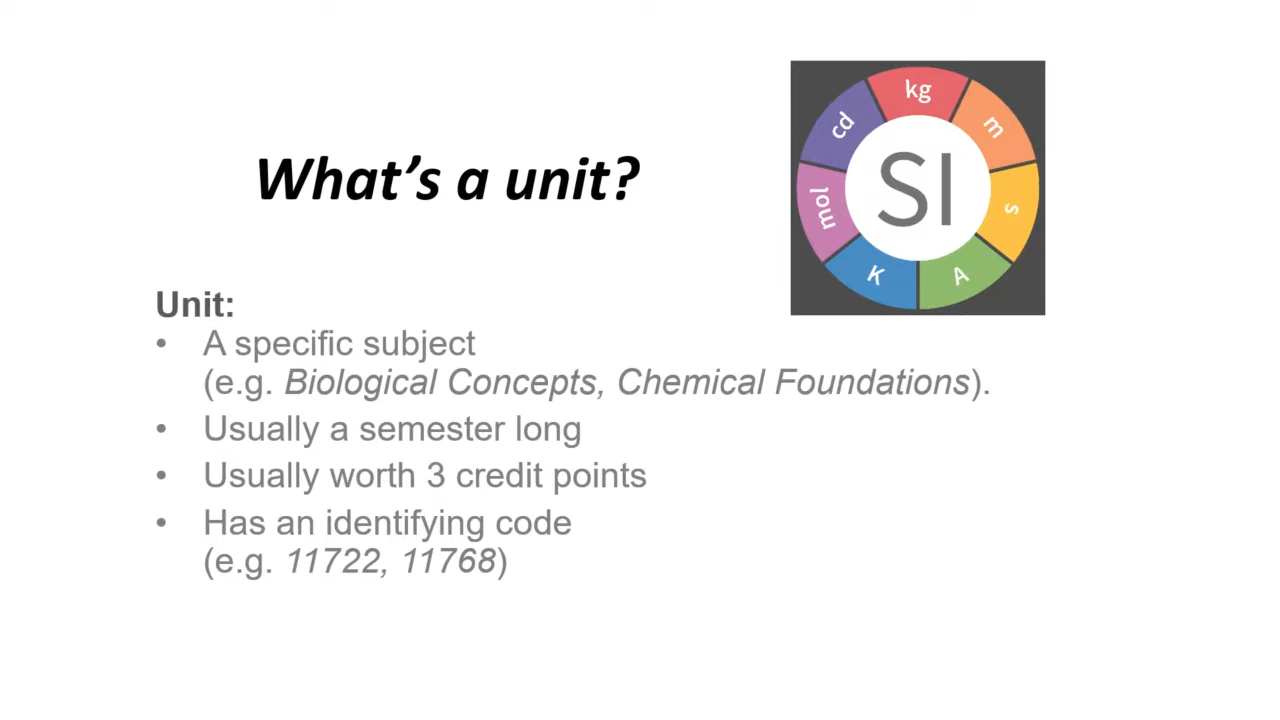 What's a unit?
kg
m
s
A
K
mol
cd
SI
Unit:
• A specific subject
(e.g. Biological Concepts, Chemical Foundations).
• Usually a semester long
• Usually worth 3 credit points
• Has an identifying code
(e.g. 11722, 11768)